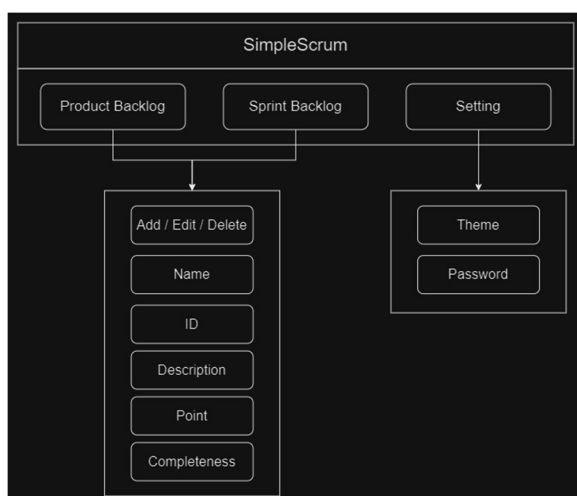 SimpleScrum
Product Backlog
Sprint Backlog
Setting
Add / Edit / Delete
Name
ID
Description
Point
Completeness
Theme
Password